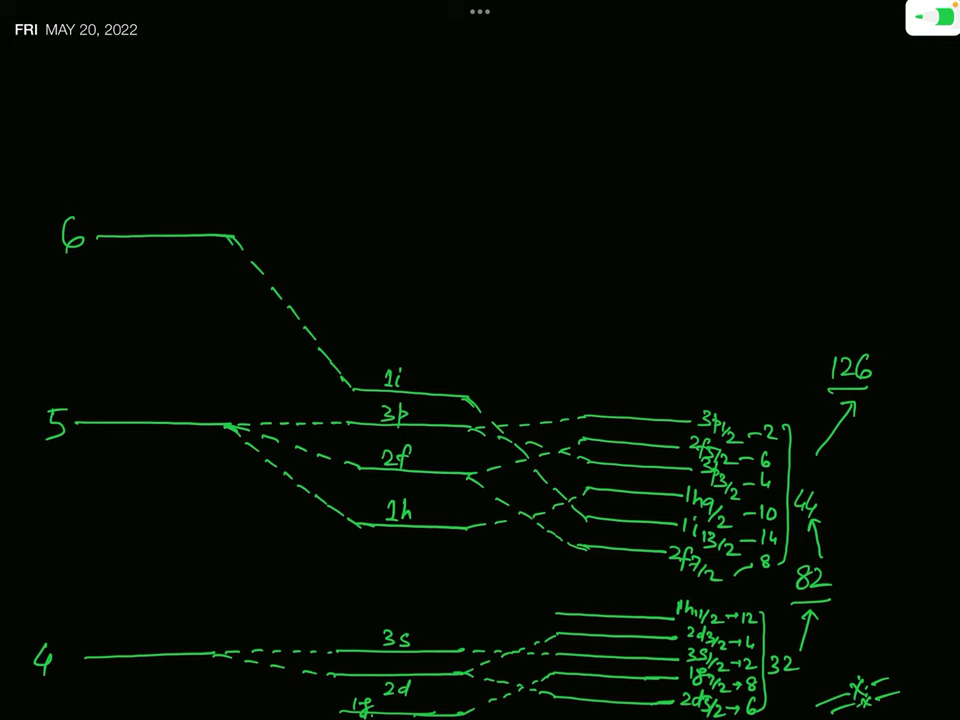 FRI MAY 20, 2022
6
126
1i
3p
5
3p1/2 - 2
2f5/2 - 6
2f
3p3/2 - 4
1h9/2 - 10
44
1h
1i13/2 - 14
2f7/2 - 8
82
1h11/2 → 12
3s
2d3/2 → 4
4
3s1/2 → 2
32
2d
1g7/2 → 8
1g
2d5/2 → 6